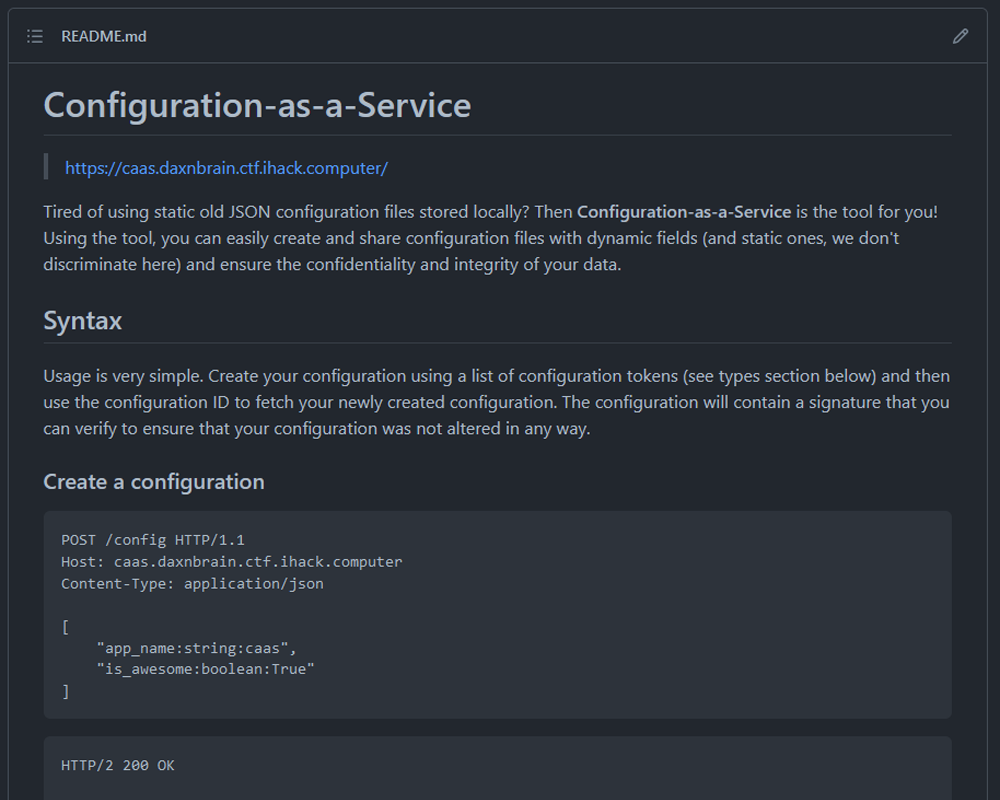 README.md
Configuration-as-a-Service
https://caas.daxnbrain.ctf.ihack.computer/
Tired of using static old JSON configuration files stored locally? Then Configuration-as-a-Service is the tool for you!
Using the tool, you can easily create and share configuration files with dynamic fields (and static ones, we don't
discriminate here) and ensure the confidentiality and integrity of your data.
Syntax
Usage is very simple. Create your configuration using a list of configuration tokens (see types section below) and then
use the configuration ID to fetch your newly created configuration. The configuration will contain a signature that you
can verify to ensure that your configuration was not altered in any way.
Create a configuration
POST /config HTTP/1.1
Host: caas.daxnbrain.ctf.ihack.computer
Content-Type: application/json
[
"app_name:string:caas",
"is_awesome:boolean:True"
]
HTTP/2 200 OK